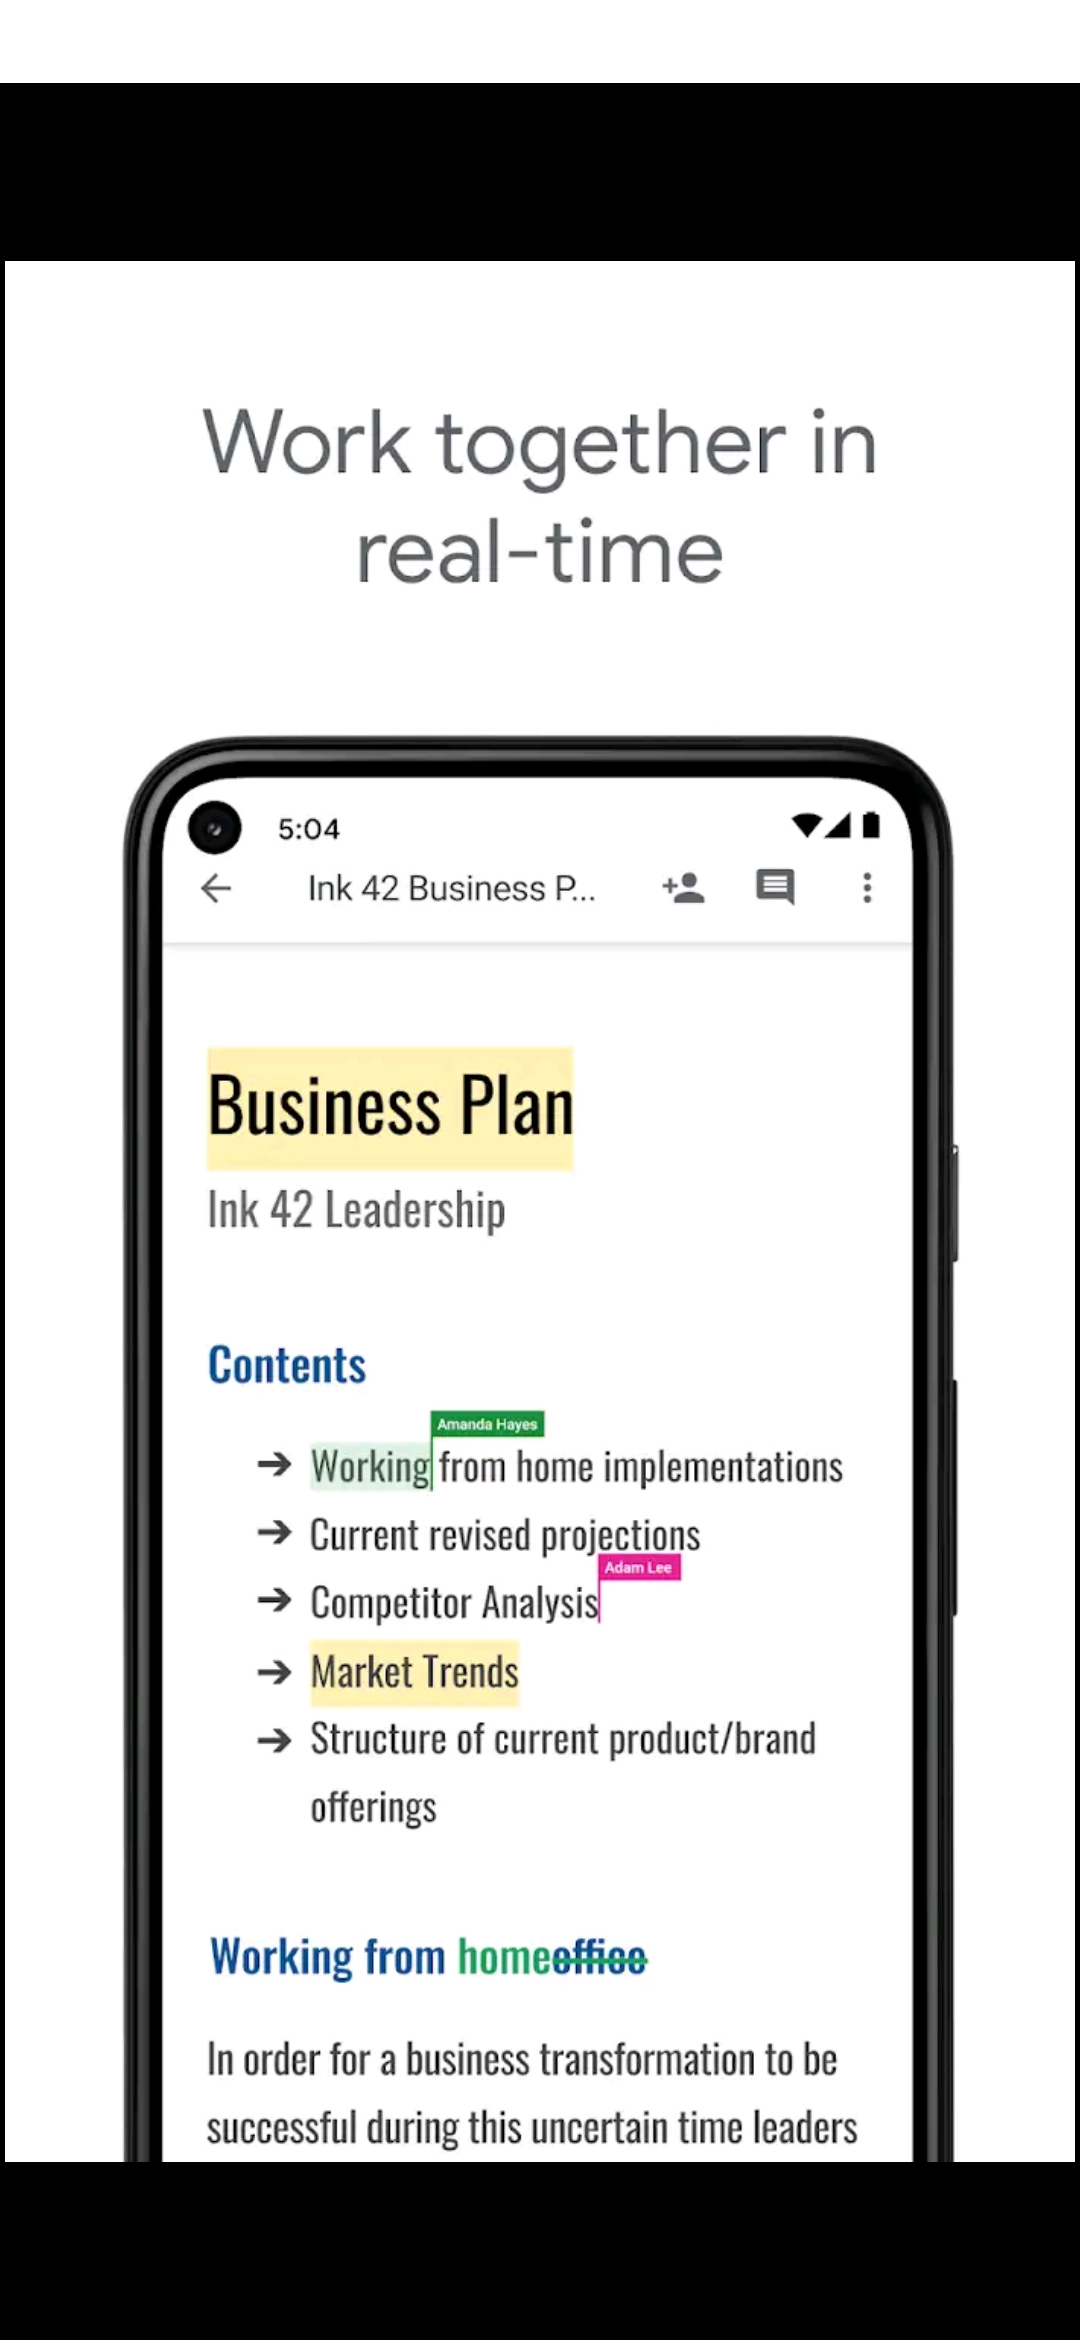 Work together in
real-time
5:04
Ink 42 Business P...
Business Plan
Ink 42 Leadership
Contents
Amanda Hayes
➔ Working from home implementations
➔ Current revised projections
Adam Lee
➔ Competitor Analysis
➔ Market Trends
➔ Structure of current product/brand
offerings
Working from homeoffice
In order for a business transformation to be
successful during this uncertain time leaders